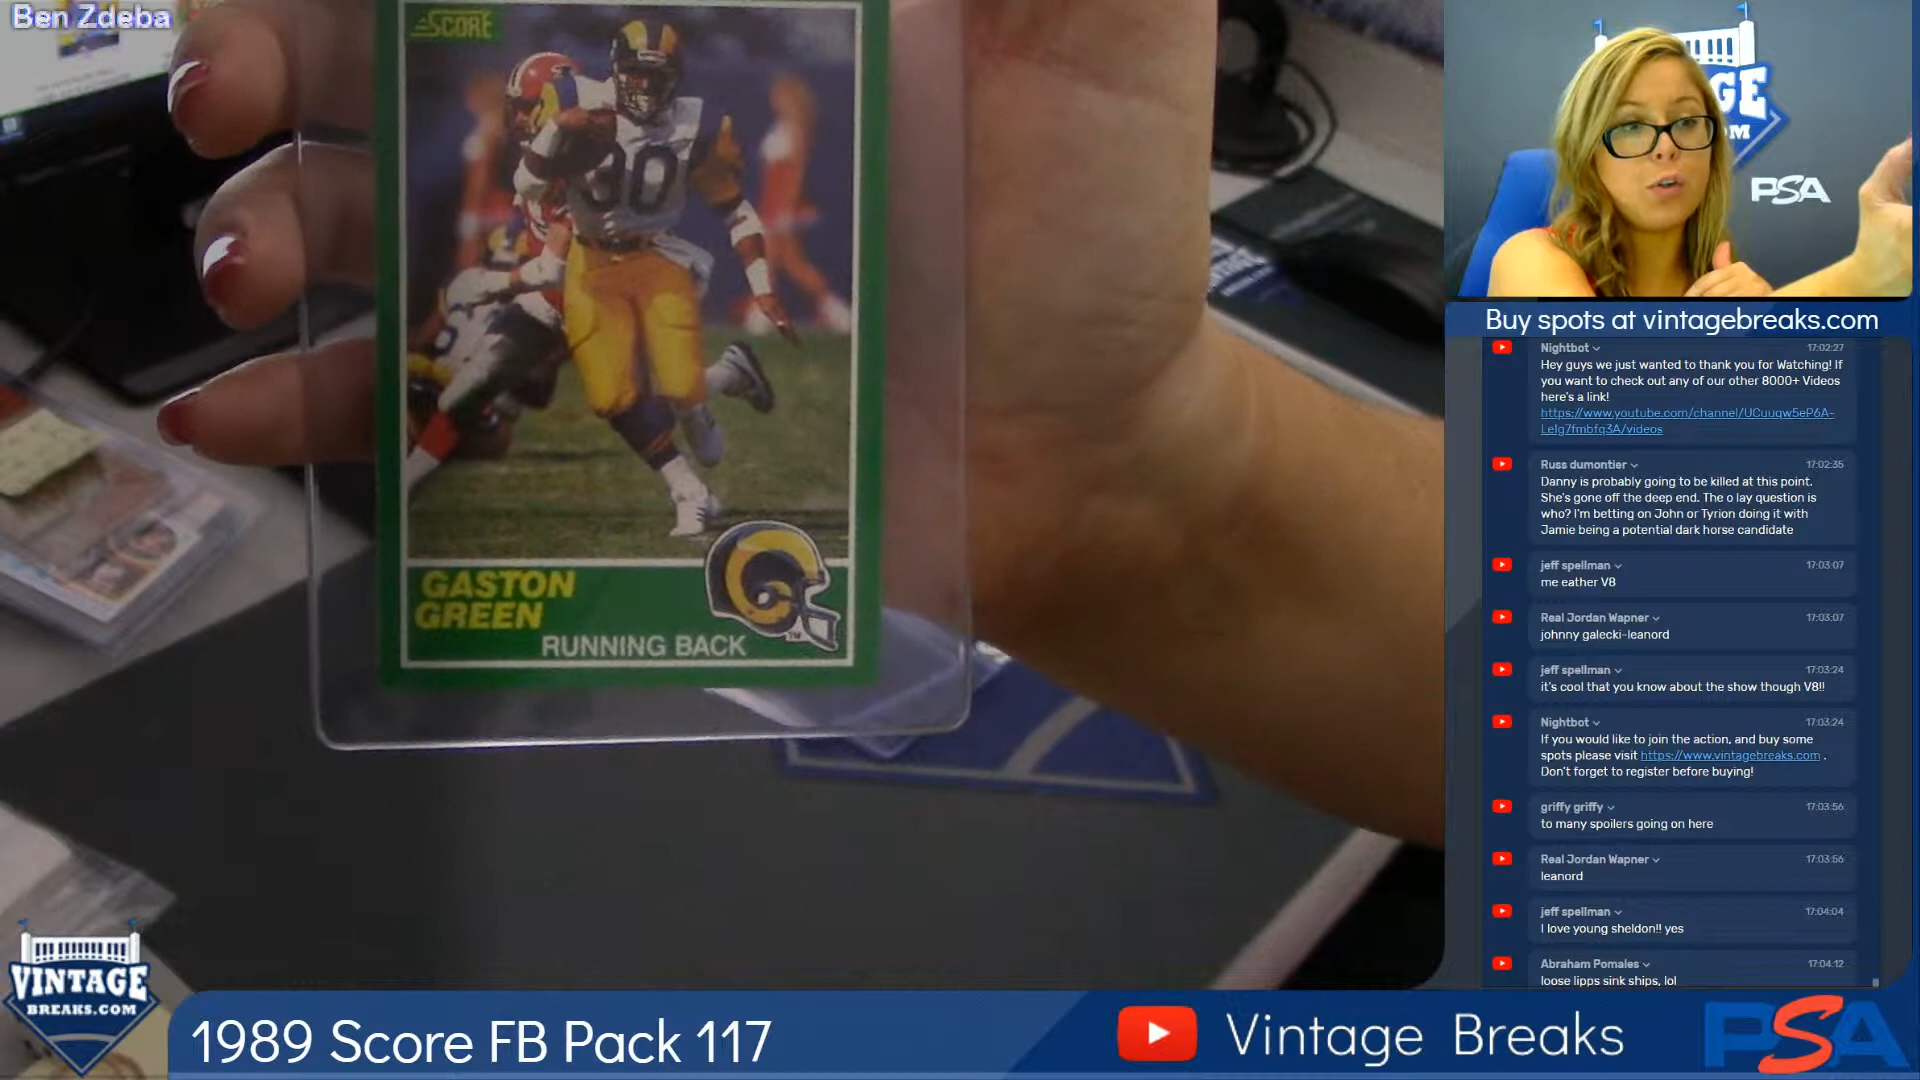 Ben Zdeba
SCORE
30
GASTON
GREEN
RUNNING BACK
TM
PSA
Buy spots at vintagebreaks.com
Nightbot 17:02:27
Hey guys we just wanted to thank you for Watching! If
you want to check out any of our other 8000+ Videos
here's a link!
https://www.youtube.com/channel/UCuuqw5eP6A-
LeIg7fmbfq3A/videos
Russ dumontier 17:02:35
Danny is probably going to be killed at this point.
She's gone off the deep end. The o lay question is
who? I'm betting on John or Tyrion doing it with
Jamie being a potential dark horse candidate
jeff spellman 17:03:07
me eather V8
Real Jordan Wapner 17:03:07
johnny galecki-leanord
jeff spellman 17:03:24
it's cool that you know about the show though V8!!
Nightbot 17:03:24
If you would like to join the action, and buy some
spots please visit https://www.vintagebreaks.com .
Don't forget to register before buying!
griffy griffy 17:03:56
to many spoilers going on here
Real Jordan Wapner 17:03:56
leanord
jeff spellman 17:04:04
I love young sheldon!! yes
Abraham Pomales 17:04:12
loose lipps sink ships, lol
VINTAGE
BREAKS.COM
1989 Score FB Pack 117
Vintage Breaks
PSA